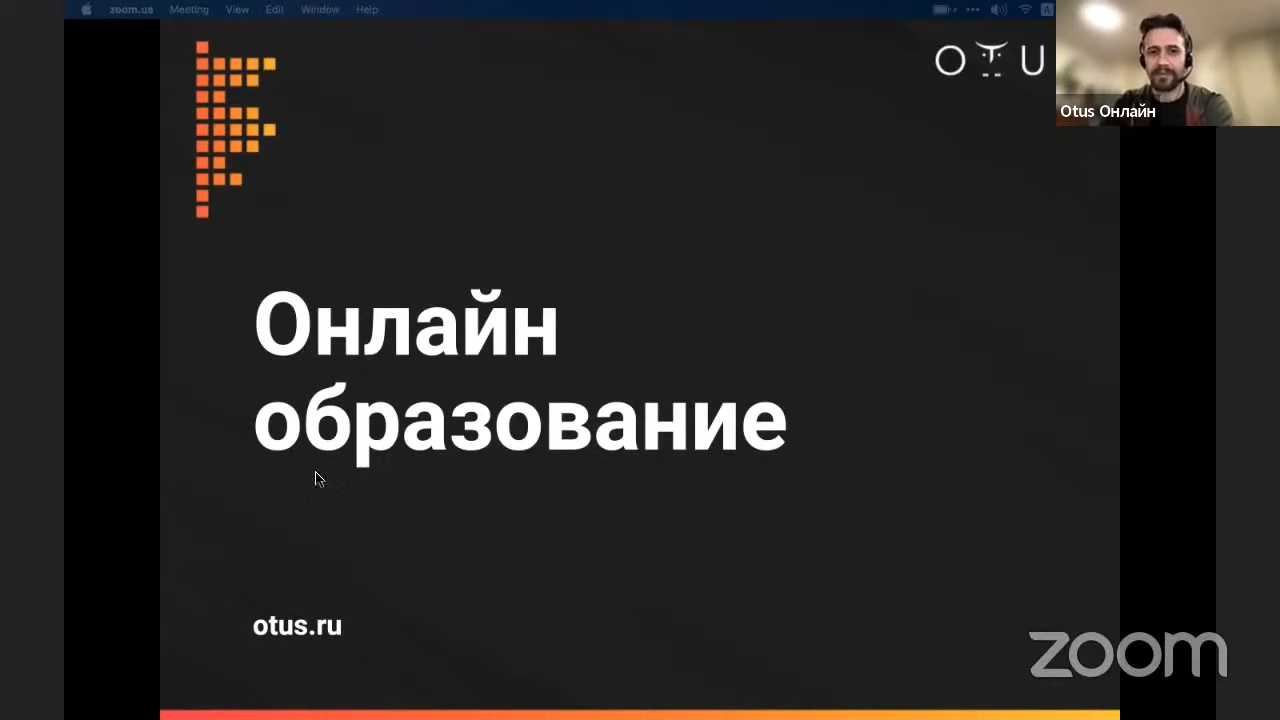 zoom.us Meeting View Edit Window Help
A
OTU
Otus Онлайн
Онлайн
образование
otus.ru
zoom